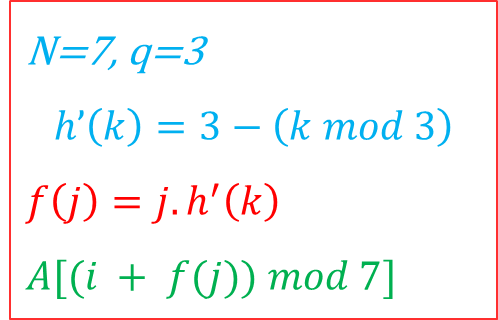 N=7, q=3
h’(k) = 3 − (k mod 3)
f(j) = j.h′(k)
A[(i + f(j)) mod 7]